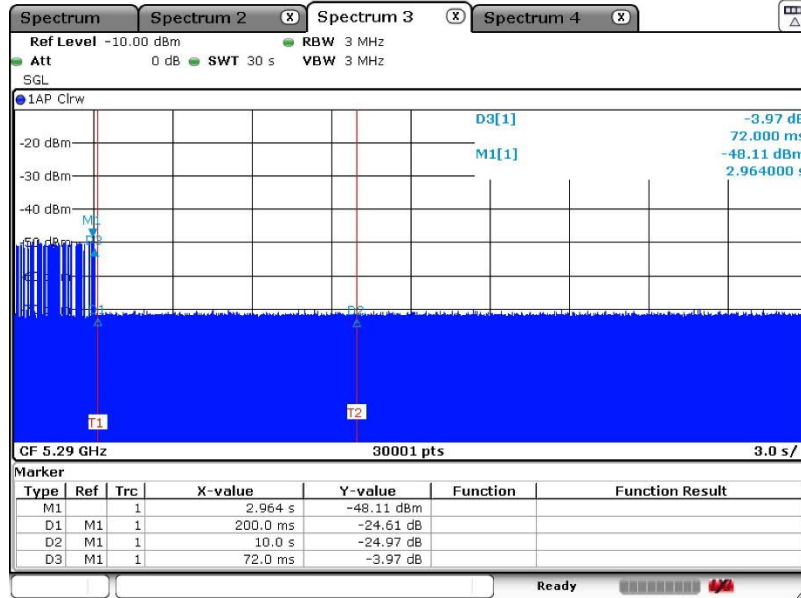 Spectrum Spectrum 2 X Spectrum 3 X Spectrum 4 X
Ref Level -10.00 dBm RBW 3 MHz
Att 0 dB SWT 30 s VBW 3 MHz
SGL
1AP Clrw
D3[1] -3.97 dB
72.000 ms
M1[1] -48.11 dBm
2.964000 s
-20 dBm
-30 dBm
-40 dBm
M1
-50 dBm
D3
D1 D2
T1 T2
CF 5.29 GHz 30001 pts 3.0 s/
Marker
Type Ref Trc X-value Y-value Function Function Result
M1 1 2.964 s -48.11 dBm
D1 M1 1 200.0 ms -24.61 dB
D2 M1 1 10.0 s -24.97 dB
D3 M1 1 72.0 ms -3.97 dB
Ready